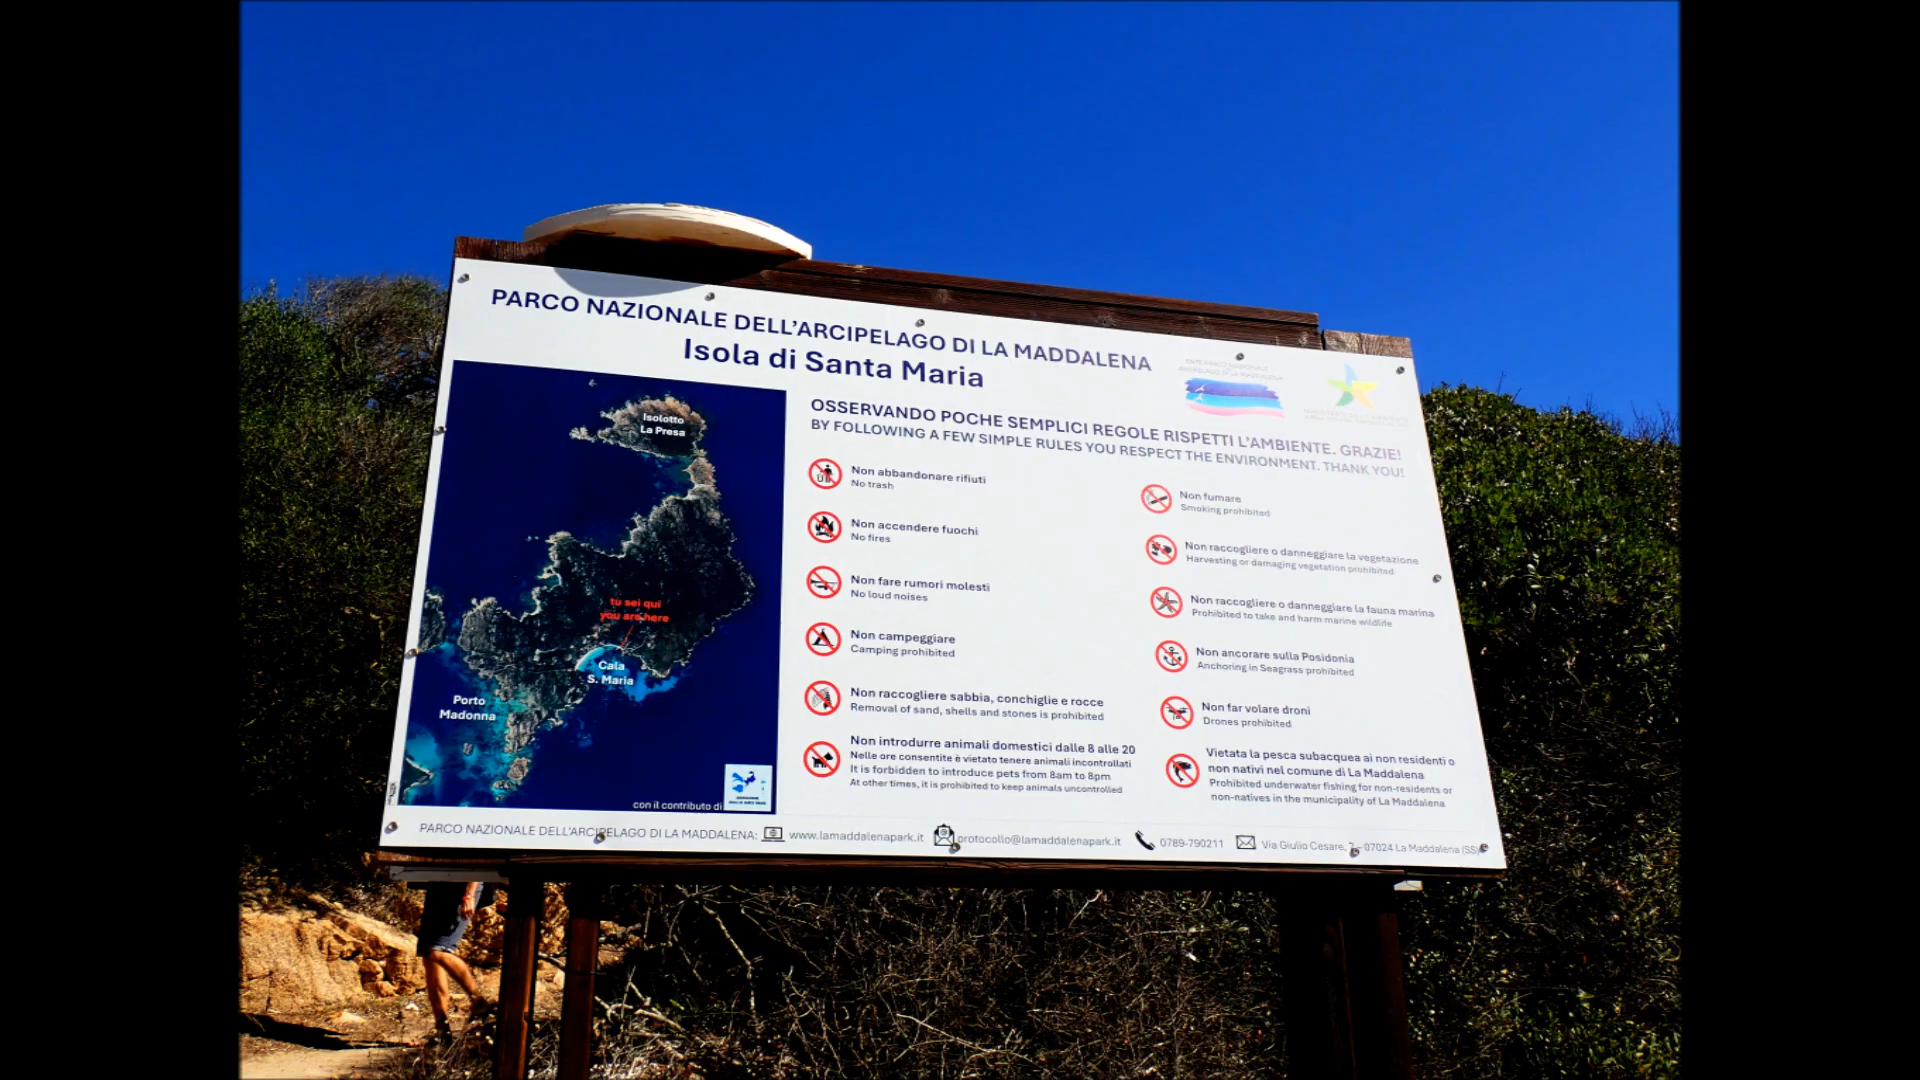 PARCO NAZIONALE DELL'ARCIPELAGO DI LA MADDALENA
Isola di Santa Maria
Isolotto
La Presa
tu sei qui
you are here
Cala
S. Maria
Porto
Madonna
con il contributo di
OSSERVANDO POCHE SEMPLICI REGOLE RISPETTI L'AMBIENTE. GRAZIE!
BY FOLLOWING A FEW SIMPLE RULES YOU RESPECT THE ENVIRONMENT. THANK YOU!
Non abbandonare rifiuti
No trash
Non accendere fuochi
No fires
Non fare rumori molesti
No loud noises
Non campeggiare
Camping prohibited
Non raccogliere sabbia, conchiglie e rocce
Removal of sand, shells and stones is prohibited
Non introdurre animali domestici dalle 8 alle 20
Nelle ore consentite è vietato tenere animali incontrollati
It is forbidden to introduce pets from 8am to 8pm
At other times, it is prohibited to keep animals uncontrolled
Non fumare
Smoking prohibited
Non raccogliere o danneggiare la vegetazione
Harvesting or damaging vegetation prohibited
Non raccogliere o danneggiare la fauna marina
Prohibited to take and harm marine wildlife
Non ancorare sulla Posidonia
Anchoring in Seagrass prohibited
Non far volare droni
Drones prohibited
Vietata la pesca subacquea ai non residenti o
non nativi nel comune di La Maddalena
Prohibited underwater fishing for non-residents or
non-natives in the municipality of La Maddalena
PARCO NAZIONALE DELL'ARCIPELAGO DI LA MADDALENA: www.lamaddalenapark.it protocollo@lamaddalenapark.it 0789-790211 Via Giulio Cesare, 07024 La Maddalena (SS)